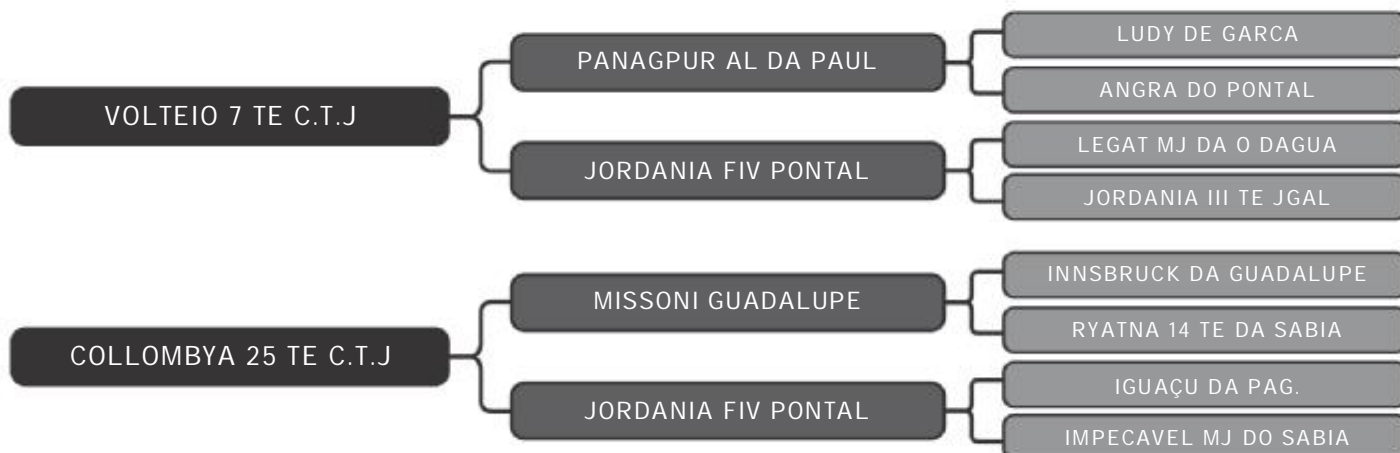 VOLTEIO 7 TE C.T.J
PANAGPUR AL DA PAUL
LUDY DE GARCA
ANGRA DO PONTAL
JORDANIA FIV PONTAL
LEGAT MJ DA O DAGUA
JORDANIA III TE JGAL
COLLOMBYA 25 TE C.T.J
MISSONI GUADALUPE
INNSBRUCK DA GUADALUPE
RYATNA 14 TE DA SABIA
JORDANIA FIV PONTAL
IGUAÇU DA PAG.
IMPECAVEL MJ DO SABIA